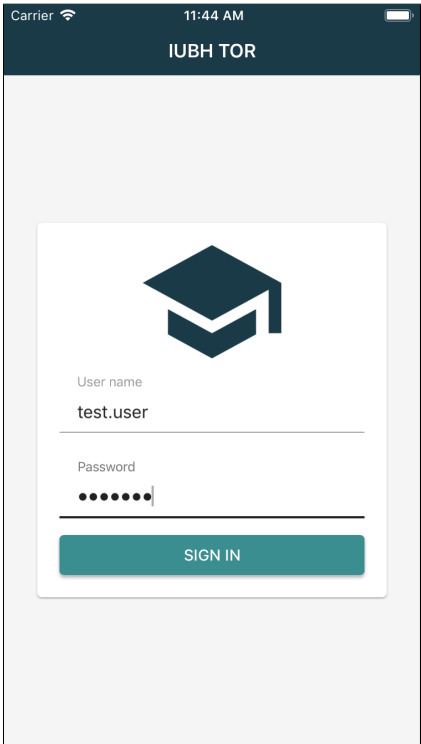 Carrier 11:44 AM
IUBH TOR
User name
test.user
Password
•••••••
SIGN IN